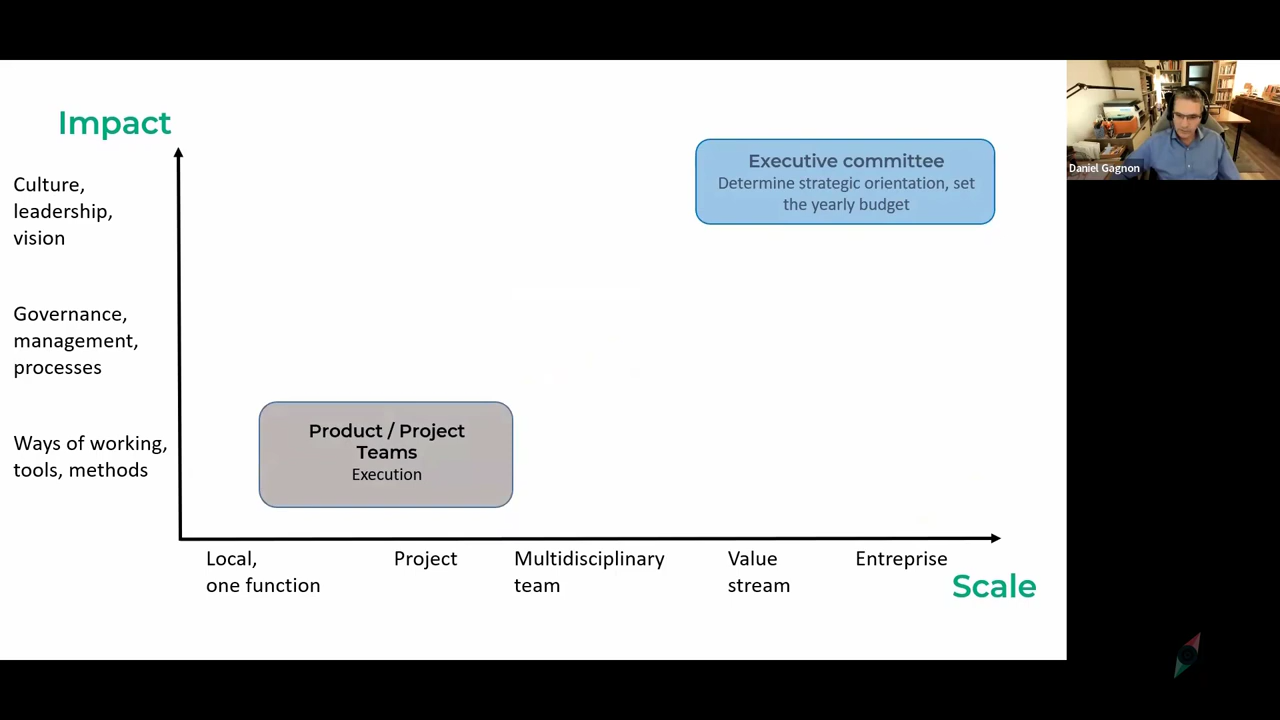 Impact
Culture,
leadership,
vision
Governance,
management,
processes
Ways of working,
tools, methods
Executive committee
Determine strategic orientation, set
the yearly budget
Product / Project
Teams
Execution
Local,
one function
Project
Multidisciplinary
team
Value
stream
Entreprise
Scale
Daniel Gagnon